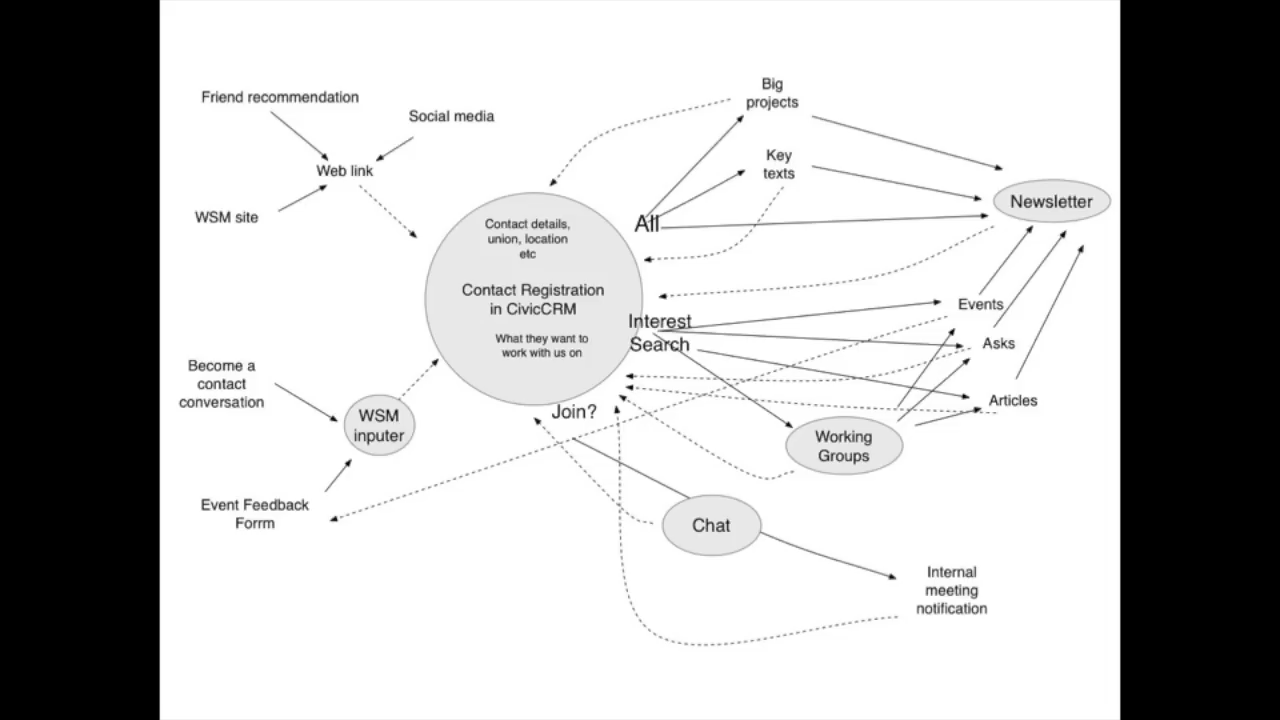 Friend recommendation
Social media
Web link
WSM site
Big
projects
Key
texts
Newsletter
All
Contact details,
union, location
etc
Contact Registration
in CivicCRM
What they want to
work with us on
Interest
Search
Join?
Events
Asks
Articles
Become a
contact
conversation
WSM
inputer
Event Feedback
Forrm
Working
Groups
Chat
Internal
meeting
notification